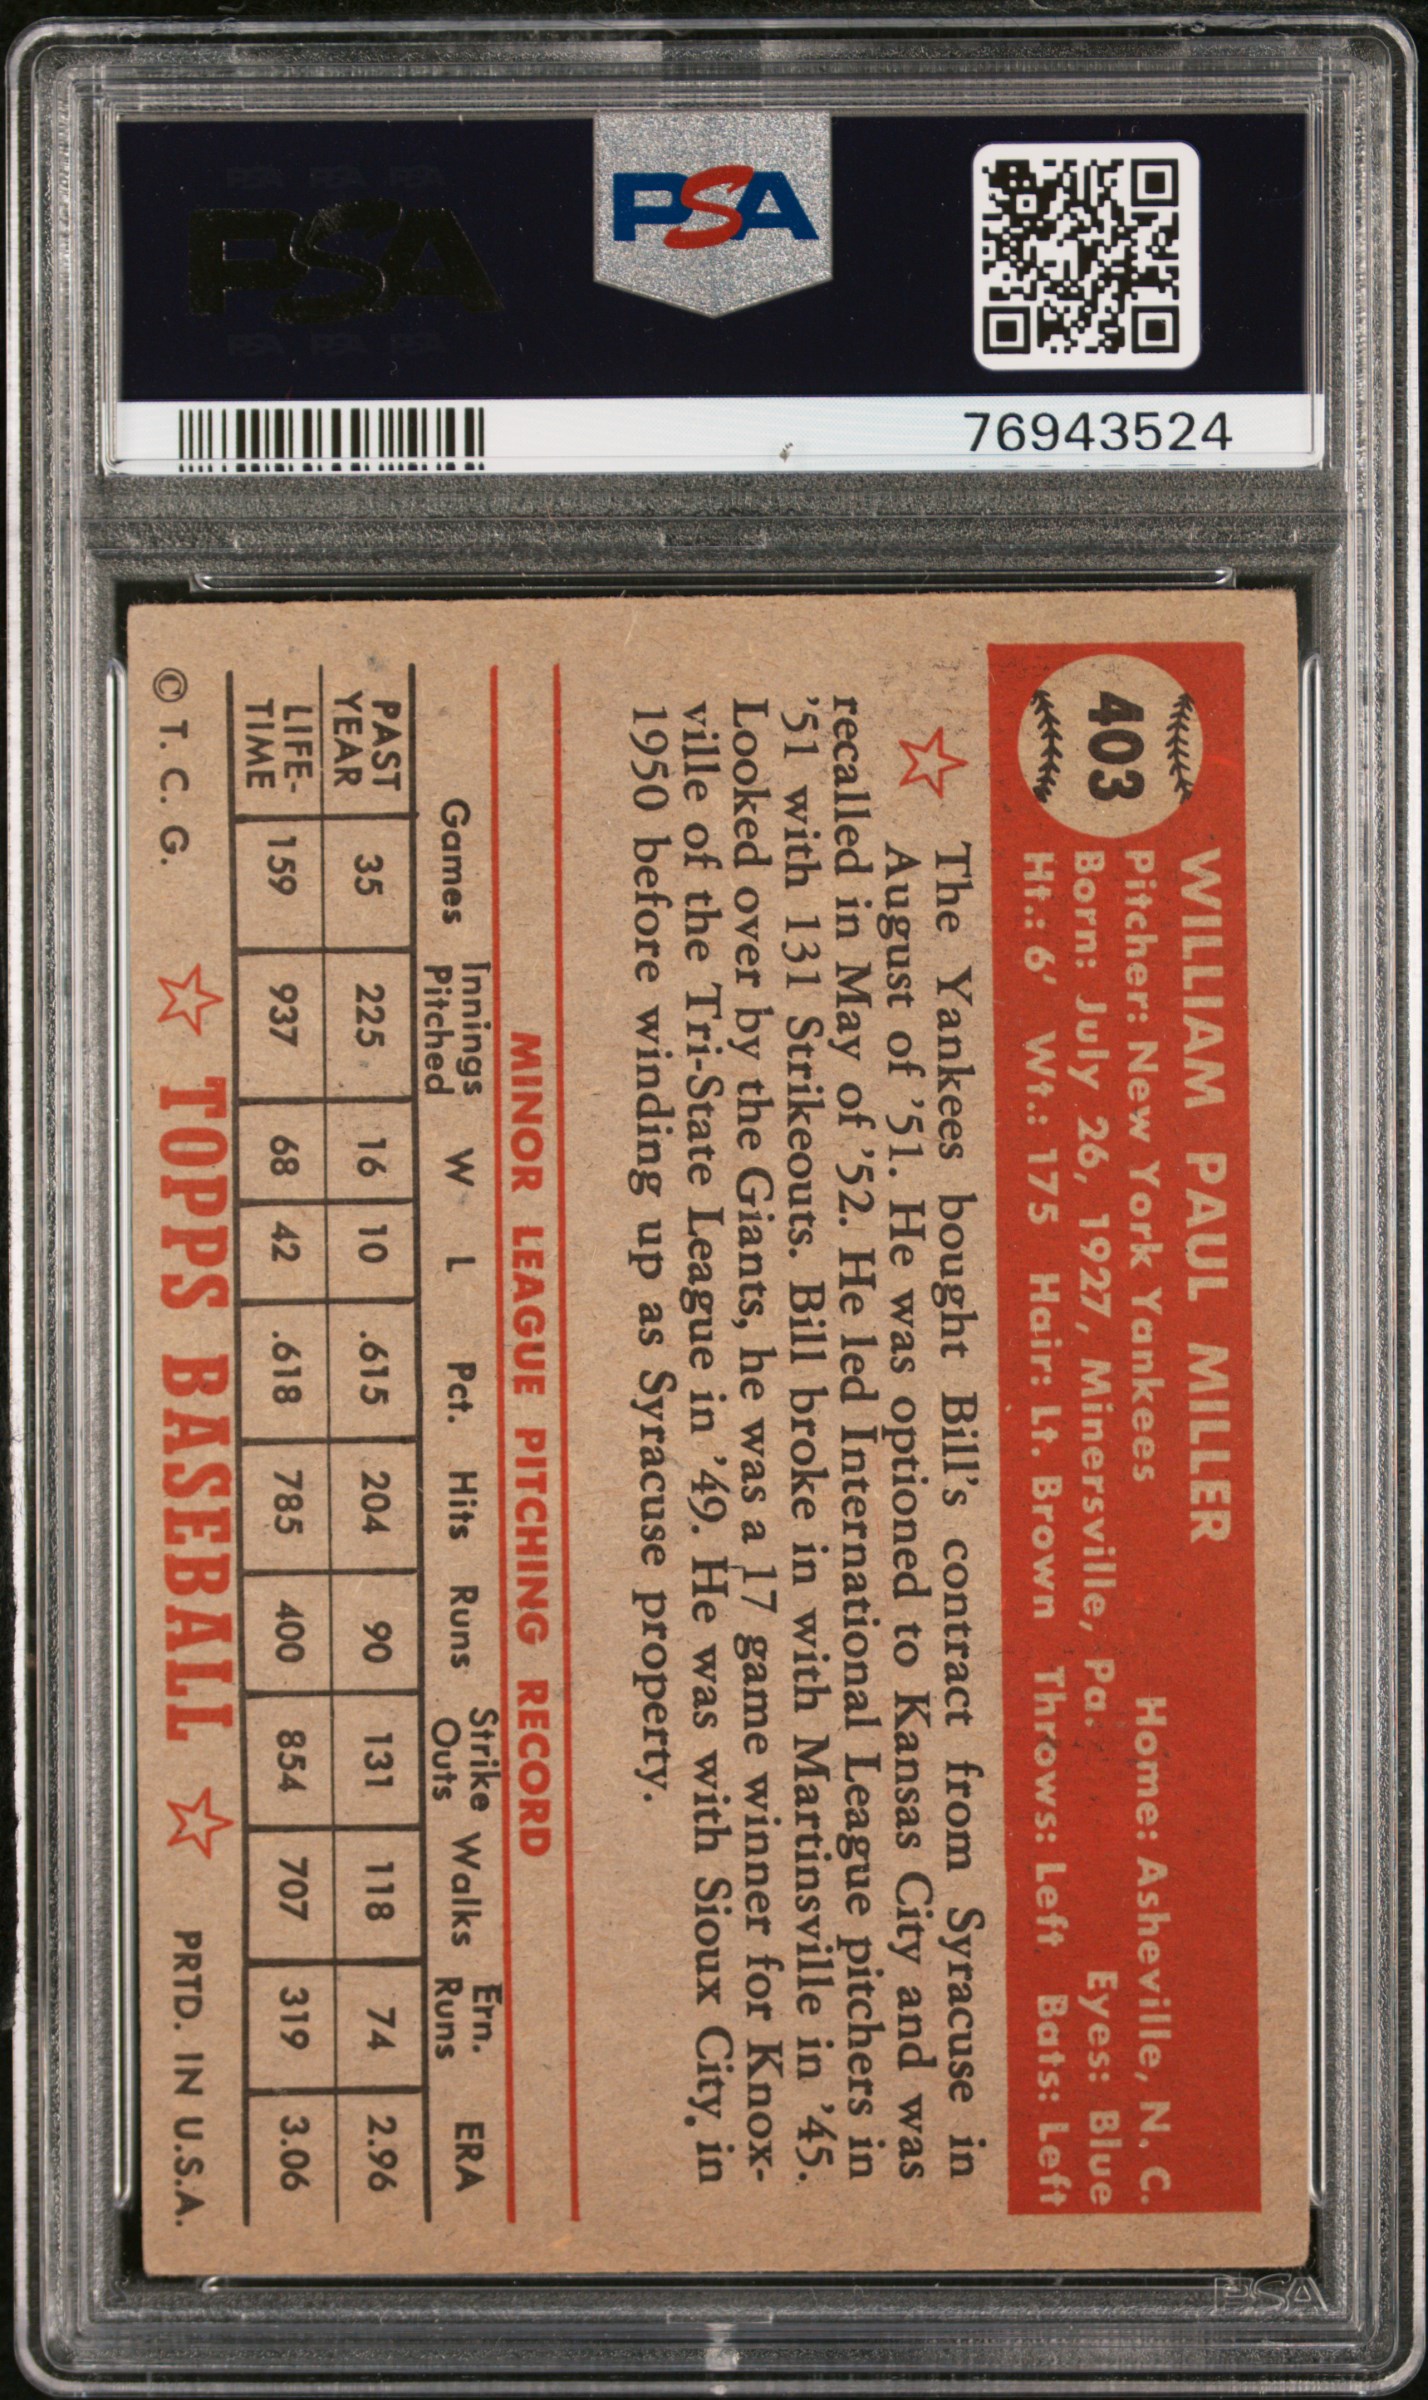 PSA PSA PSA
PSA
PSA PSA PSA
PSA
76943524
403
WILLIAM PAUL MILLER
Pitcher: New York Yankees Home: Asheville, N. C.
Born: July 26, 1927, Minersville, Pa. Eyes: Blue
Ht.: 6' Wt.: 175 Hair: Lt. Brown Throws: Left Bats: Left
The Yankees bought Bill's contract from Syracuse in
August of '51. He was optioned to Kansas City and was
recalled in May of '52. He led International League pitchers in
'51 with 131 Strikeouts. Bill broke in with Martinsville in '45.
Looked over by the Giants, he was a 17 game winner for Knox-
ville of the Tri-State League in '49. He was with Sioux City, in
1950 before winding up as Syracuse property.
MINOR LEAGUE PITCHING RECORD
Games Innings Pitched W L Pct. Hits Runs Strike Outs Walks Ern. Runs ERA
PAST YEAR 35 225 16 10 .615 204 90 131 118 74 2.96
LIFE- TIME 159 937 68 42 .618 785 400 854 707 319 3.06
© T. C. G. TOPPS BASEBALL PRTD. IN U.S.A.
PSA